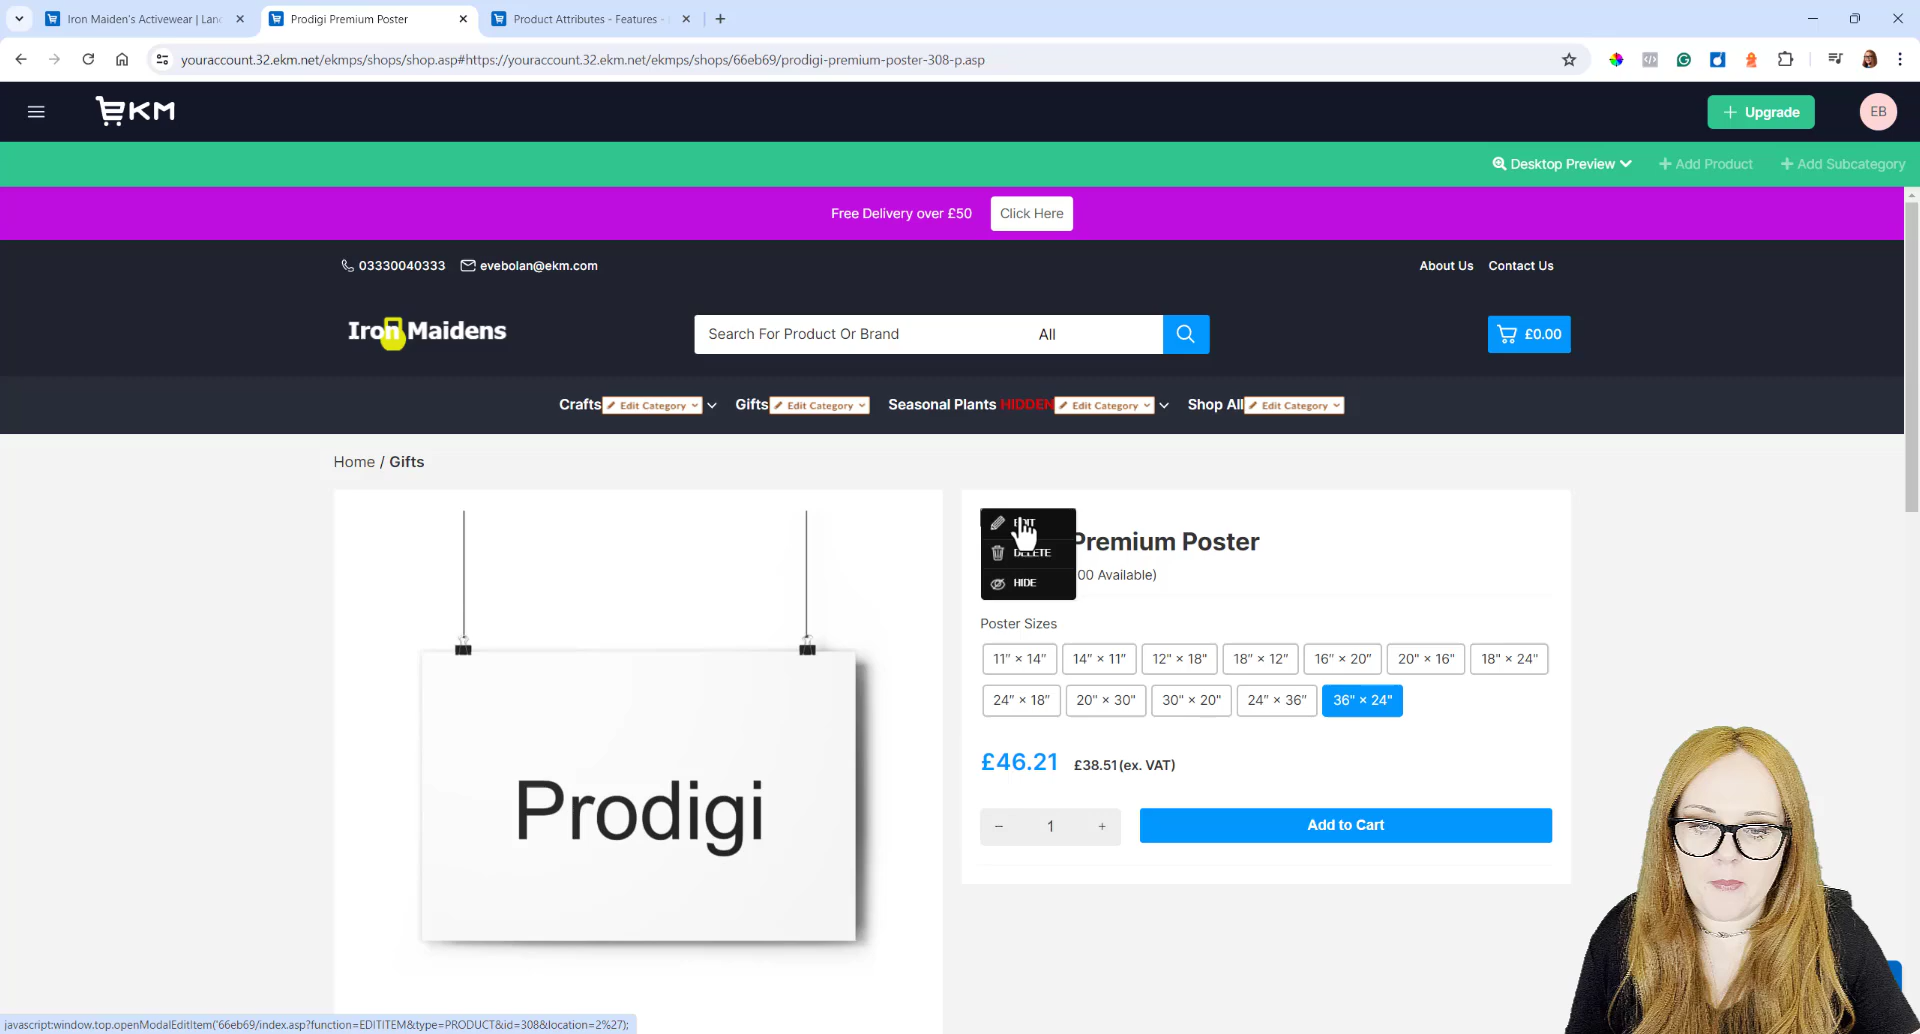 Iron Maiden's Activewear | Lan
Prodigi Premium Poster
Product Attributes - Features -
youraccount.32.ekm.net/ekmps/shops/shop.asp#https://youraccount.32.ekm.net/ekmps/shops/66eb69/prodigi-premium-poster-308-p.asp
EKM
Upgrade
EB
Desktop Preview
Add Product
Add Subcategory
Free Delivery over £50
Click Here
03330040333
evebolan@ekm.com
About Us
Contact Us
Iron Maidens
Search For Product Or Brand
All
£0.00
Crafts Edit Category
Gifts Edit Category
Seasonal Plants HIDDEN Edit Category
Shop All Edit Category
Home / Gifts
EDIT
DELETE
HIDE
Premium Poster
00 Available)
Poster Sizes
11" × 14" 14" × 11" 12" × 18" 18" × 12" 16" × 20" 20" × 16" 18" × 24"
24" × 18" 20" × 30" 30" × 20" 24" × 36" 36" × 24"
£46.21 £38.51(ex. VAT)
− 1 +
Add to Cart
Prodigi
javascript:window.top.openModalEditItem('66eb69/index.asp?function=EDITITEM&type=PRODUCT&id=308&location=2%27);